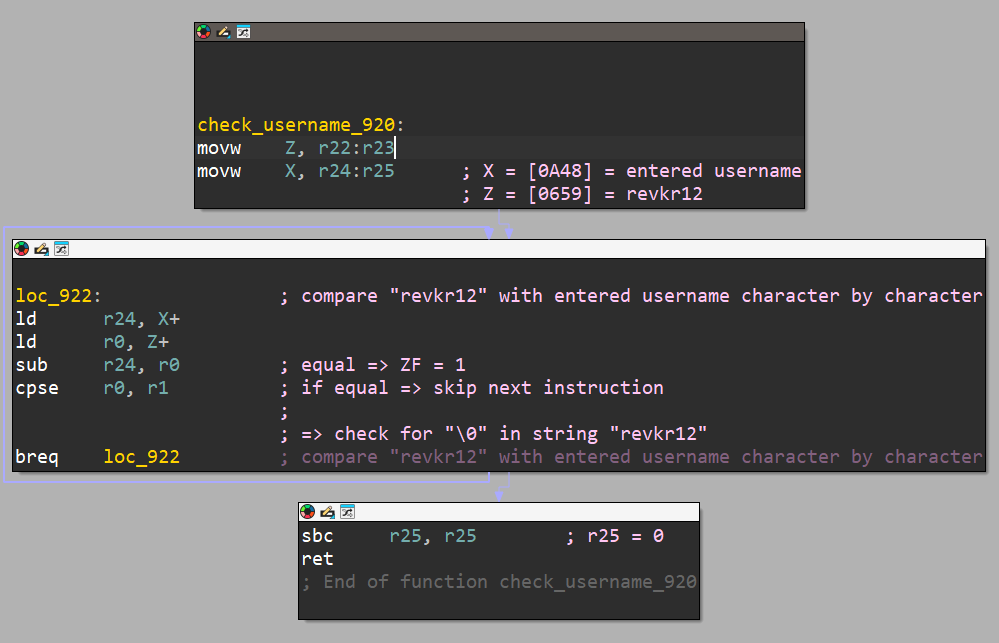 check_username_920:
movw    Z, r22:r23
movw    X, r24:r25      ; X = [0A48] = entered username
; Z = [0659] = revkr12
loc_922:                ; compare "revkr12" with entered username character by character
ld      r24, X+
ld      r0, Z+
sub     r24, r0         ; equal => ZF = 1
cpse    r0, r1          ; if equal => skip next instruction
;
; => check for "\0" in string "revkr12"
breq    loc_922         ; compare "revkr12" with entered username character by character
sbc     r25, r25        ; r25 = 0
ret
; End of function check_username_920